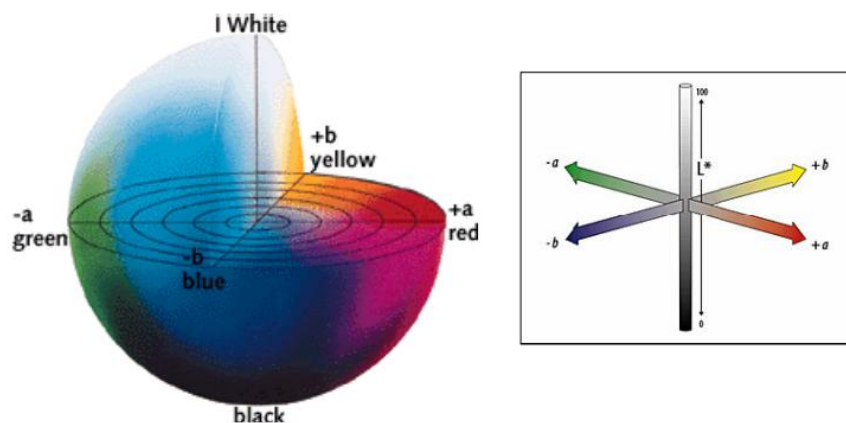 I White
+b
yellow
-a
green
+a
red
-b
blue
black
100
L*
0
-a
+b
-b
+a